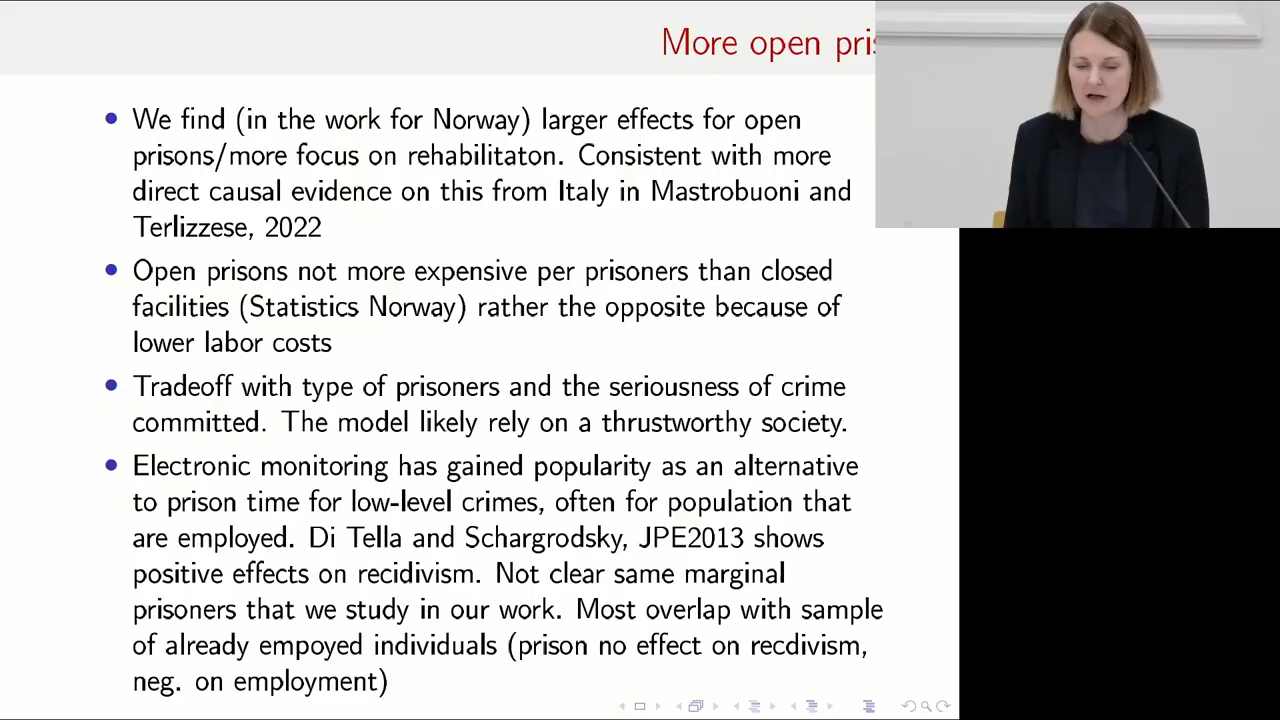 More open pris
We find (in the work for Norway) larger effects for open
prisons/more focus on rehabilitaton. Consistent with more
direct causal evidence on this from Italy in Mastrobuoni and
Terlizzese, 2022
Open prisons not more expensive per prisoners than closed
facilities (Statistics Norway) rather the opposite because of
lower labor costs
Tradeoff with type of prisoners and the seriousness of crime
committed. The model likely rely on a thrustworthy society.
Electronic monitoring has gained popularity as an alternative
to prison time for low-level crimes, often for population that
are employed. Di Tella and Schargrodsky, JPE2013 shows
positive effects on recidivism. Not clear same marginal
prisoners that we study in our work. Most overlap with sample
of already empoyed individuals (prison no effect on recdivism,
neg. on employment)